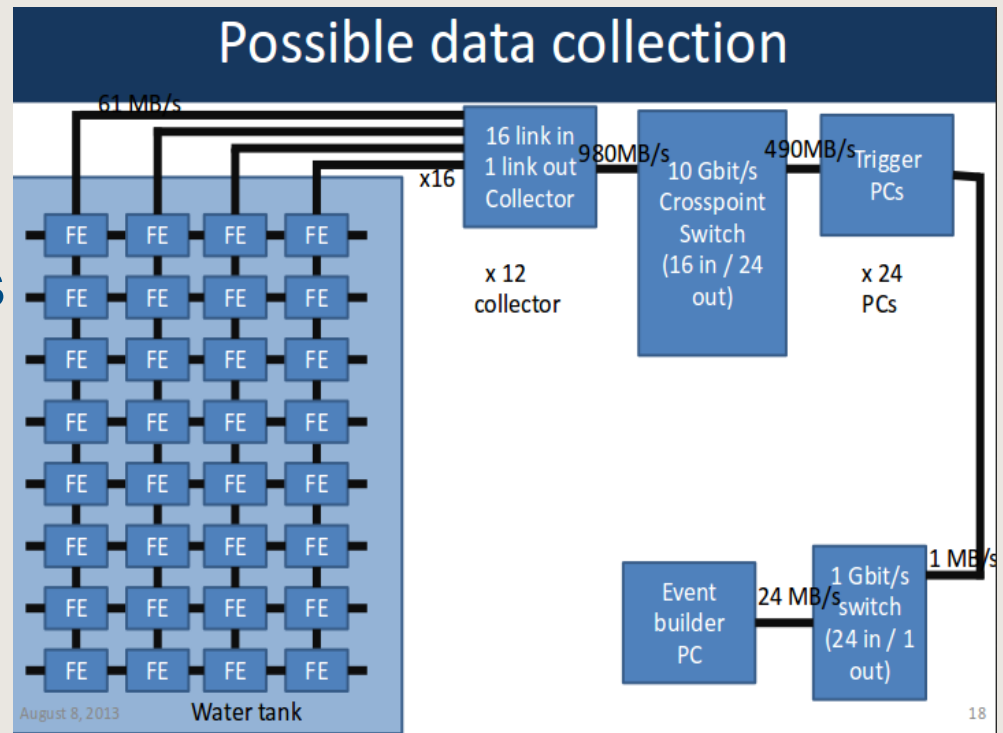 Possible data collection
61 MB/s
16 link in
1 link out
Collector
x16
980MB/s
10 Gbit/s
Crosspoint
Switch
(16 in / 24
out)
490MB/s
Trigger
PCs
x 12
collector
x 24
PCs
FE FE FE FE
FE FE FE FE
s
FE FE FE FE
FE FE FE FE
FE FE FE FE
FE FE FE FE
FE FE FE FE
FE FE FE FE
Event
builder
PC
24 MB/s
1 Gbit/s
switch
(24 in / 1
out)
1 MB/s
August 8, 2013
Water tank
18